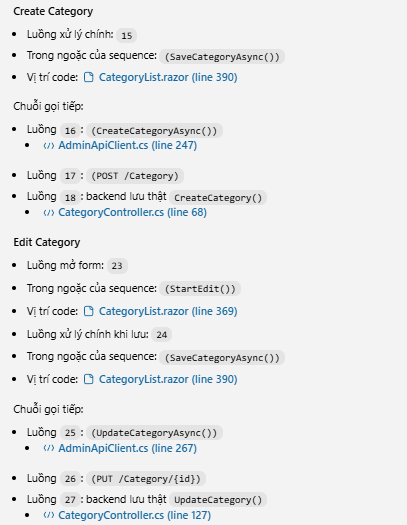 Create Category
Luồng xử lý chính: 15
Trong ngoặc của sequence: (SaveCategoryAsync())
Vị trí code: CategoryList.razor (line 390)
Chuỗi gọi tiếp:
Luồng 16 : (CreateCategoryAsync())
AdminApiClient.cs (line 247)
Luồng 17 : (POST /Category)
Luồng 18 : backend lưu thật CreateCategory()
CategoryController.cs (line 68)
Edit Category
Luồng mở form: 23
Trong ngoặc của sequence: (StartEdit())
Vị trí code: CategoryList.razor (line 369)
Luồng xử lý chính khi lưu: 24
Trong ngoặc của sequence: (SaveCategoryAsync())
Vị trí code: CategoryList.razor (line 390)
Chuỗi gọi tiếp:
Luồng 25 : (UpdateCategoryAsync())
AdminApiClient.cs (line 267)
Luồng 26 : (PUT /Category/{id})
Luồng 27 : backend lưu thật UpdateCategory()
CategoryController.cs (line 127)